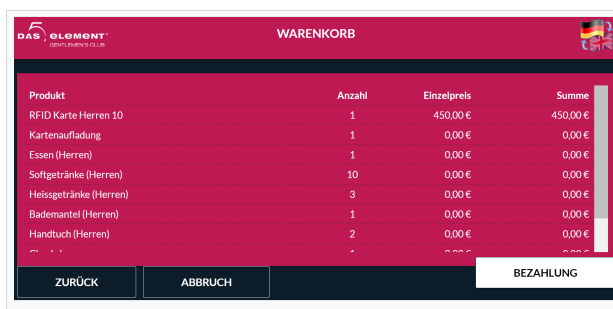 5
DAS ELEMENT
GENTLEMEN'S CLUB
WARENKORB
Produkt Anzahl Einzelpreis Summe
RFID Karte Herren 10 1 450,00 € 450,00 €
Kartenaufladung 1 0,00 € 0,00 €
Essen (Herren) 1 0,00 € 0,00 €
Softgetränke (Herren) 10 0,00 € 0,00 €
Heissgetränke (Herren) 3 0,00 € 0,00 €
Bademantel (Herren) 1 0,00 € 0,00 €
Handtuch (Herren) 2 0,00 € 0,00 €
ZURÜCK ABBRUCH BEZAHLUNG